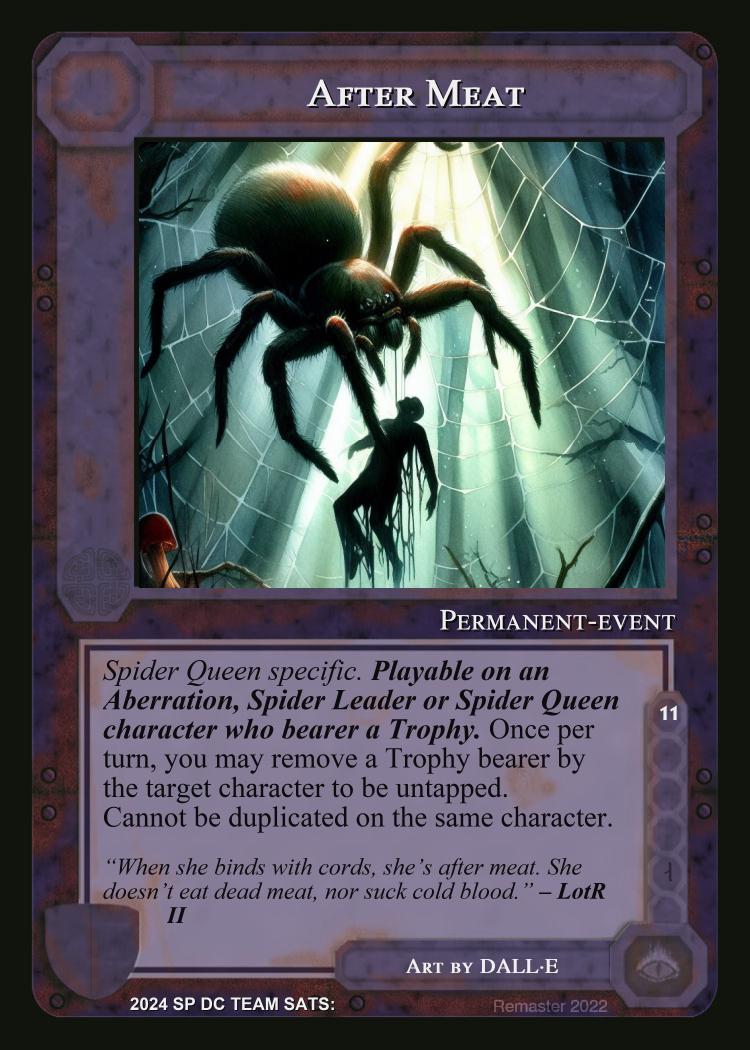 After Meat
Permanent-event
Spider Queen specific. Playable on an
Aberration, Spider Leader or Spider Queen
character who bearer a Trophy. Once per
turn, you may remove a Trophy bearer by
the target character to be untapped.
Cannot be duplicated on the same character.
11
“When she binds with cords, she’s after meat. She
doesn’t eat dead meat, nor suck cold blood.” – LotR
II
Art by DALL·E
2024 SP DC TEAM SATS:
Remaster 2022